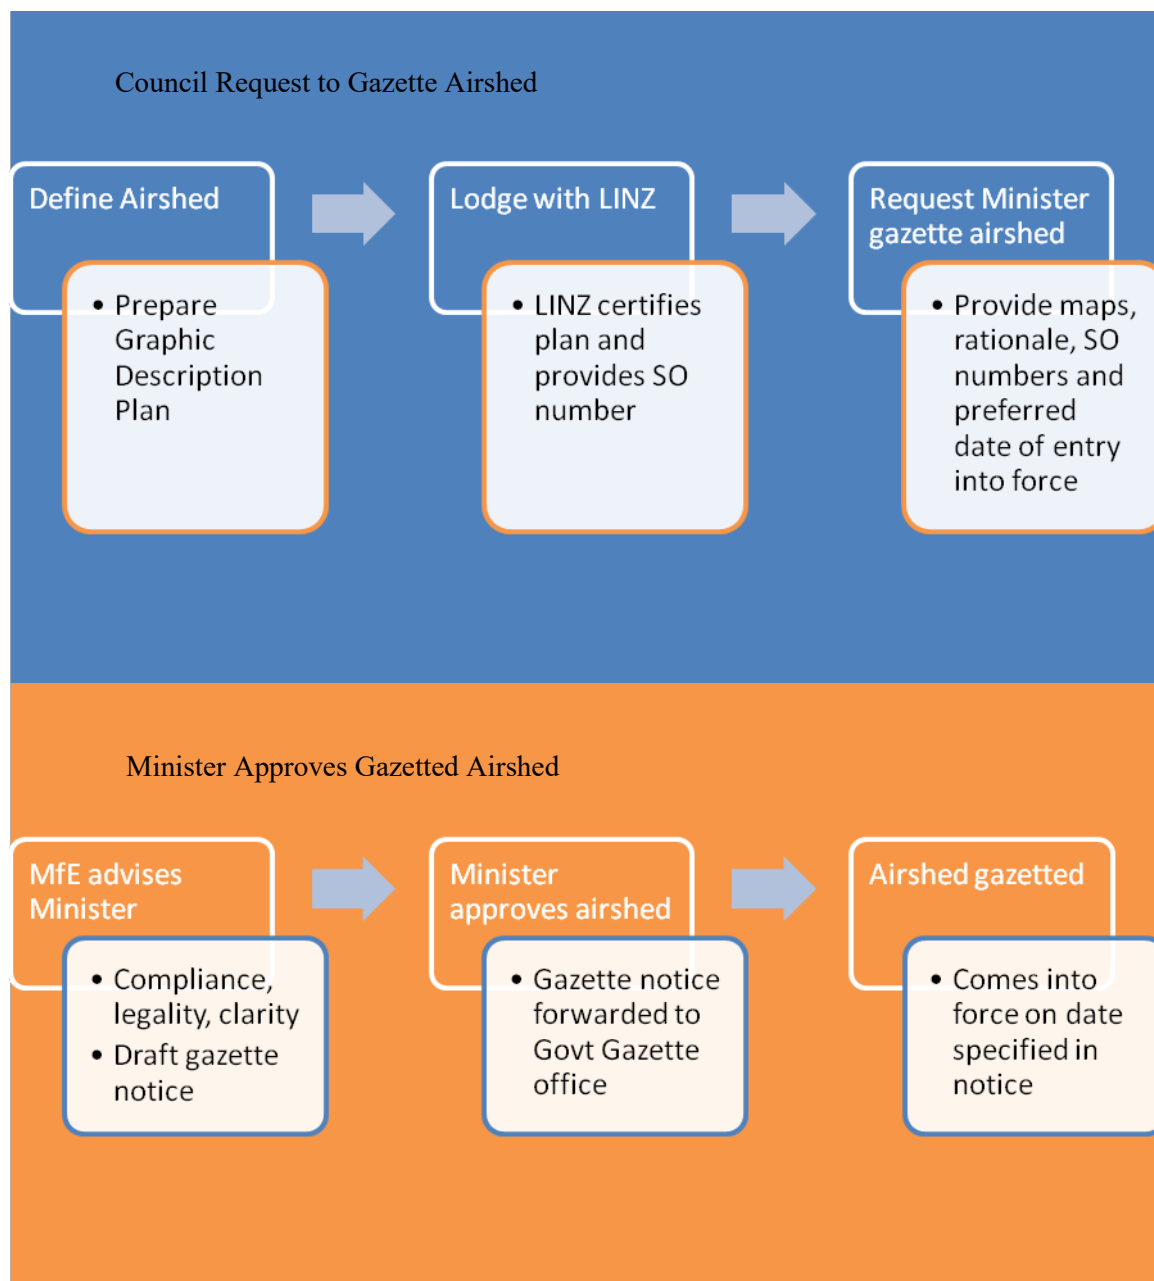 Council Request to Gazette Airshed
Define Airshed
• Prepare
Graphic
Description
Plan
Lodge with LINZ
• LINZ certifies
plan and
provides SO
number
Request Minister
gazette airshed
• Provide maps,
rationale, SO
numbers and
preferred
date of entry
into force
Minister Approves Gazetted Airshed
MfE advises
Minister
• Compliance,
legality, clarity
• Draft gazette
notice
Minister
approves airshed
• Gazette notice
forwarded to
Govt Gazette
office
Airshed gazetted
• Comes into
force on date
specified in
notice